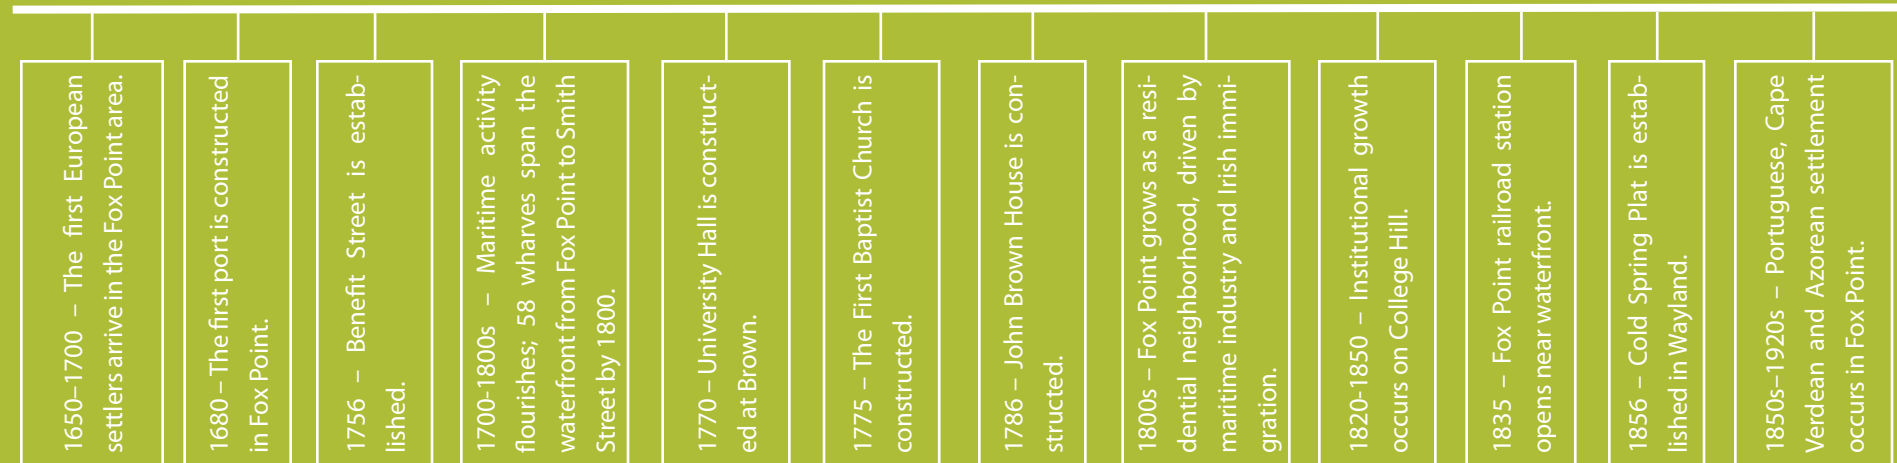 1650–1700 – The first European
settlers arrive in the Fox Point area.
1680 – The first port is constructed
in Fox Point.
1756 – Benefit Street is estab-
lished.
1700-1800s – Maritime activity
flourishes; 58 wharves span the
waterfront from Fox Point to Smith
Street by 1800.
1770 – University Hall is construct-
ed at Brown.
1775 – The First Baptist Church is
constructed.
1786 – John Brown House is con-
structed.
1800s – Fox Point grows as a resi-
dential neighborhood, driven by
maritime industry and Irish immi-
gration.
1820-1850 – Institutional growth
occurs on College Hill.
1835 – Fox Point railroad station
opens near waterfront.
1856 – Cold Spring Plat is estab-
lished in Wayland.
1850s–1920s – Portuguese, Cape
Verdean and Azorean settlement
occurs in Fox Point.